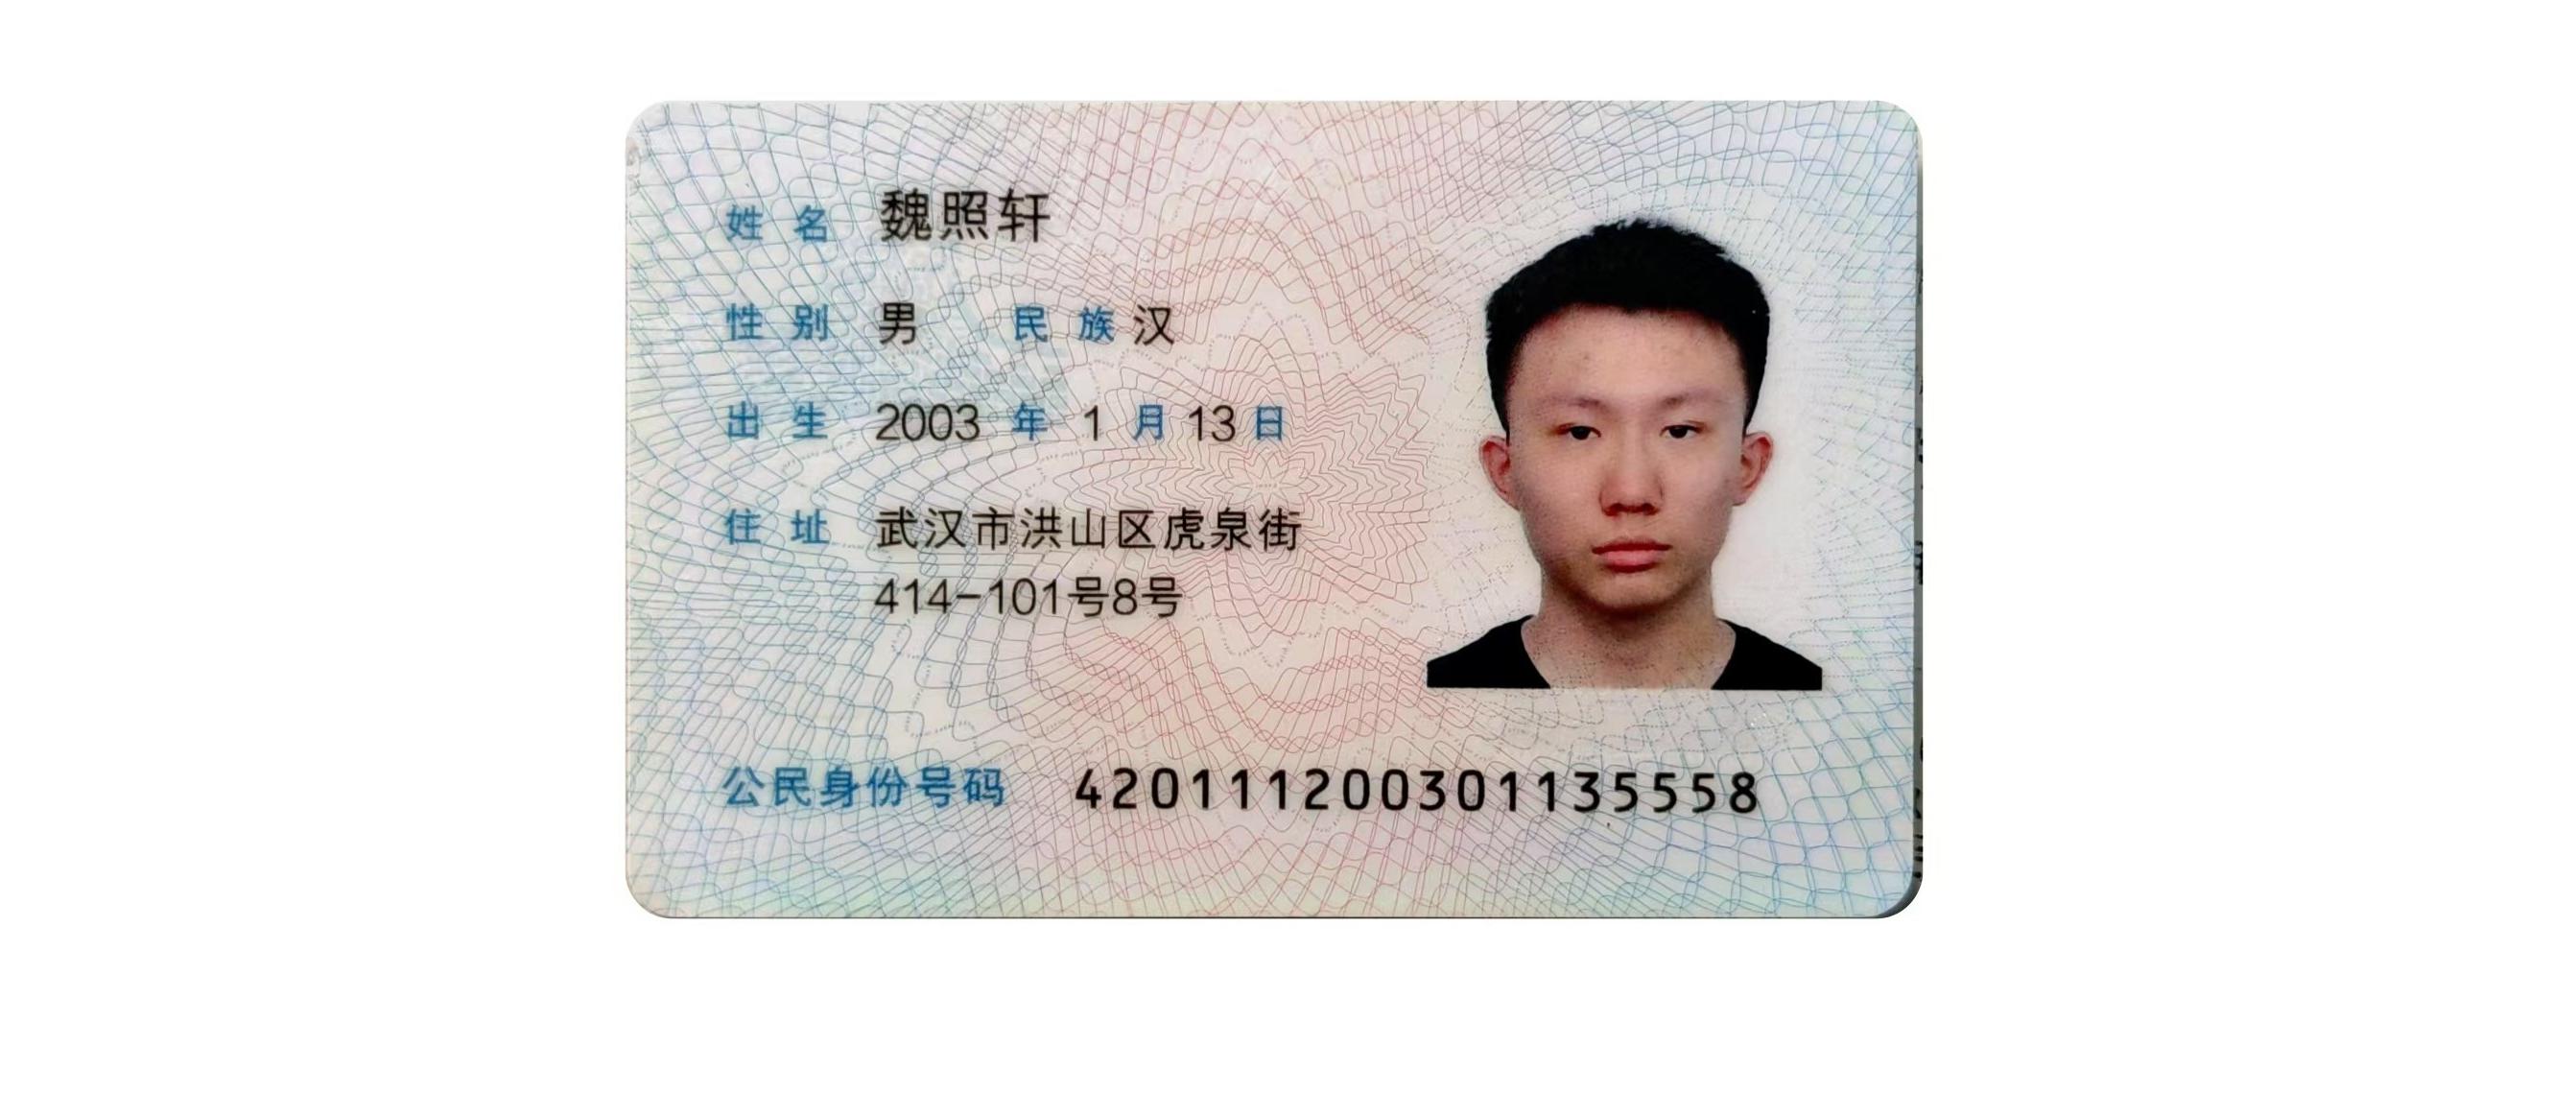 姓名 魏照轩
性别 男 民族 汉
出生 2003 年 1 月 13 日
住址 武汉市洪山区虎泉街
414-101号8号
公民身份号码 420111200301135558